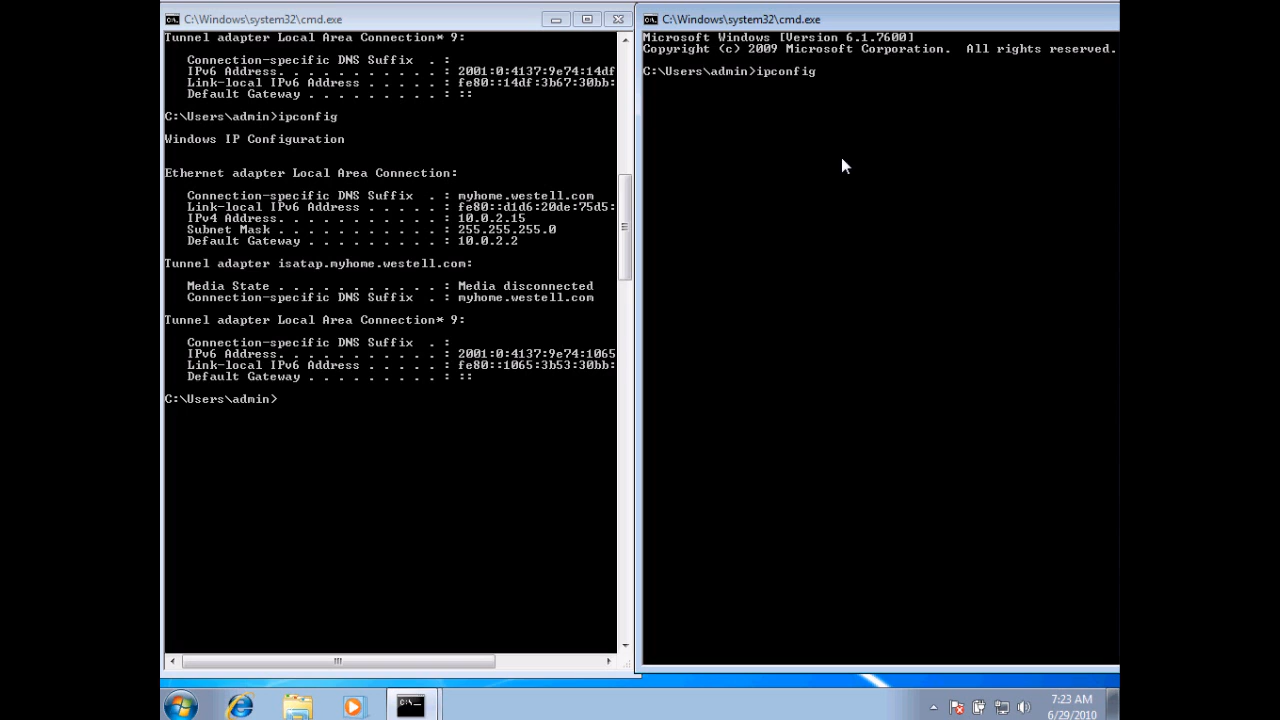 C:\Windows\system32\cmd.exe
Tunnel adapter Local Area Connection* 9:
Connection-specific DNS Suffix  . :
IPv6 Address. . . . . . . . . . . : 2001:0:4137:9e74:14df
Link-local IPv6 Address . . . . . : fe80::14df:3b67:30bb:
Default Gateway . . . . . . . . . : ::
C:\Users\admin>ipconfig
Windows IP Configuration
Ethernet adapter Local Area Connection:
Connection-specific DNS Suffix  . : myhome.westell.com
Link-local IPv6 Address . . . . . : fe80::d1d6:20de:75d5:
IPv4 Address. . . . . . . . . . . : 10.0.2.15
Subnet Mask . . . . . . . . . . . : 255.255.255.0
Default Gateway . . . . . . . . . : 10.0.2.2
Tunnel adapter isatap.myhome.westell.com:
Media State . . . . . . . . . . . : Media disconnected
Connection-specific DNS Suffix  . : myhome.westell.com
Tunnel adapter Local Area Connection* 9:
Connection-specific DNS Suffix  . :
IPv6 Address. . . . . . . . . . . : 2001:0:4137:9e74:1065
Link-local IPv6 Address . . . . . : fe80::1065:3b53:30bb:
Default Gateway . . . . . . . . . : ::
C:\Users\admin>
C:\Windows\system32\cmd.exe
Microsoft Windows [Version 6.1.7600]
Copyright (c) 2009 Microsoft Corporation.  All rights reserved.
C:\Users\admin>ipconfig
7:23 AM
6/29/2010